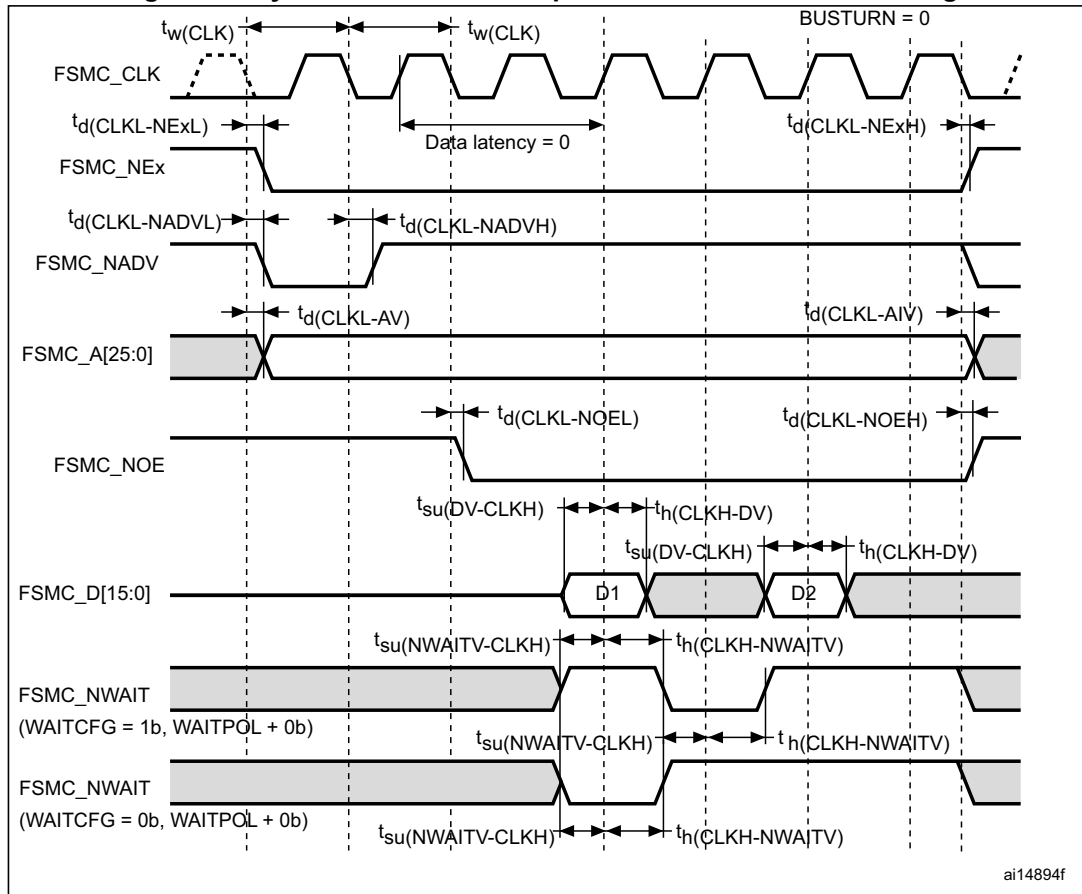 BUSTURN = 0
tw(CLK) tw(CLK)
FSMC_CLK
td(CLKL-NExL) Data latency = 0 td(CLKL-NExH)
FSMC_NEx
td(CLKL-NADVL) td(CLKL-NADVH)
FSMC_NADV
td(CLKL-AV) td(CLKL-AIV)
FSMC_A[25:0]
td(CLKL-NOEL) td(CLKL-NOEH)
FSMC_NOE
tsu(DV-CLKH) th(CLKH-DV)
tsu(DV-CLKH) th(CLKH-DV)
FSMC_D[15:0] D1 D2
tsu(NWAITV-CLKH) th(CLKH-NWAITV)
FSMC_NWAIT
(WAITCFG = 1b, WAITPOL + 0b)
tsu(NWAITV-CLKH) th(CLKH-NWAITV)
FSMC_NWAIT
(WAITCFG = 0b, WAITPOL + 0b)
tsu(NWAITV-CLKH) th(CLKH-NWAITV)
ai14894f